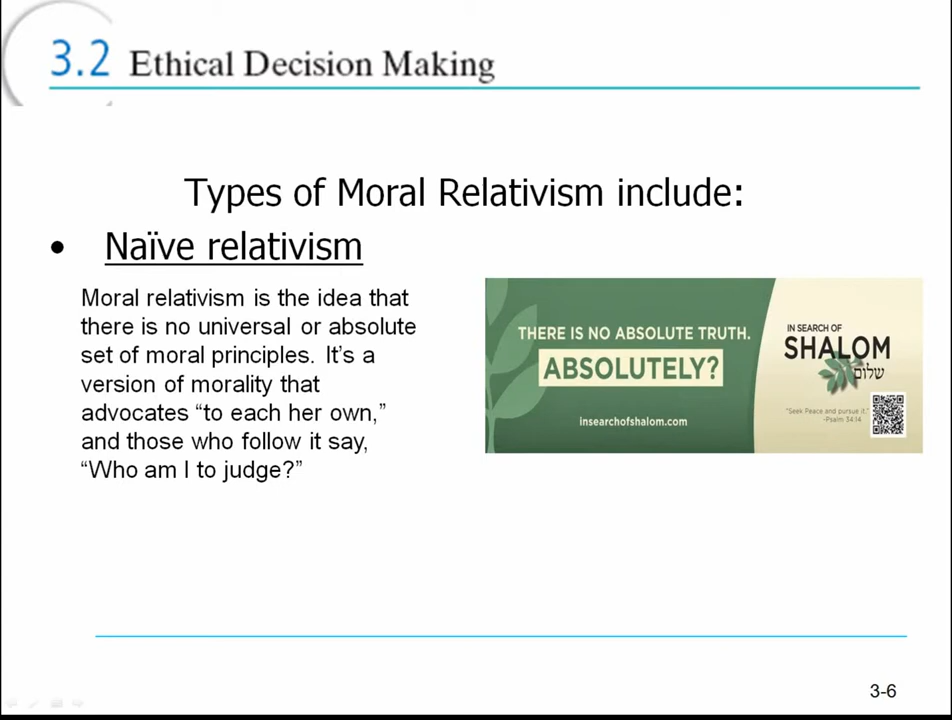 3.2 Ethical Decision Making
Types of Moral Relativism include:
• Naïve relativism
Moral relativism is the idea that
there is no universal or absolute
set of moral principles. It’s a
version of morality that
advocates “to each her own,”
and those who follow it say,
“Who am I to judge?”
THERE IS NO ABSOLUTE TRUTH.
ABSOLUTELY?
insearchofshalom.com
IN SEARCH OF
SHALOM
שלום
"Seek Peace and pursue it."
-Psalm 34:14
3-6